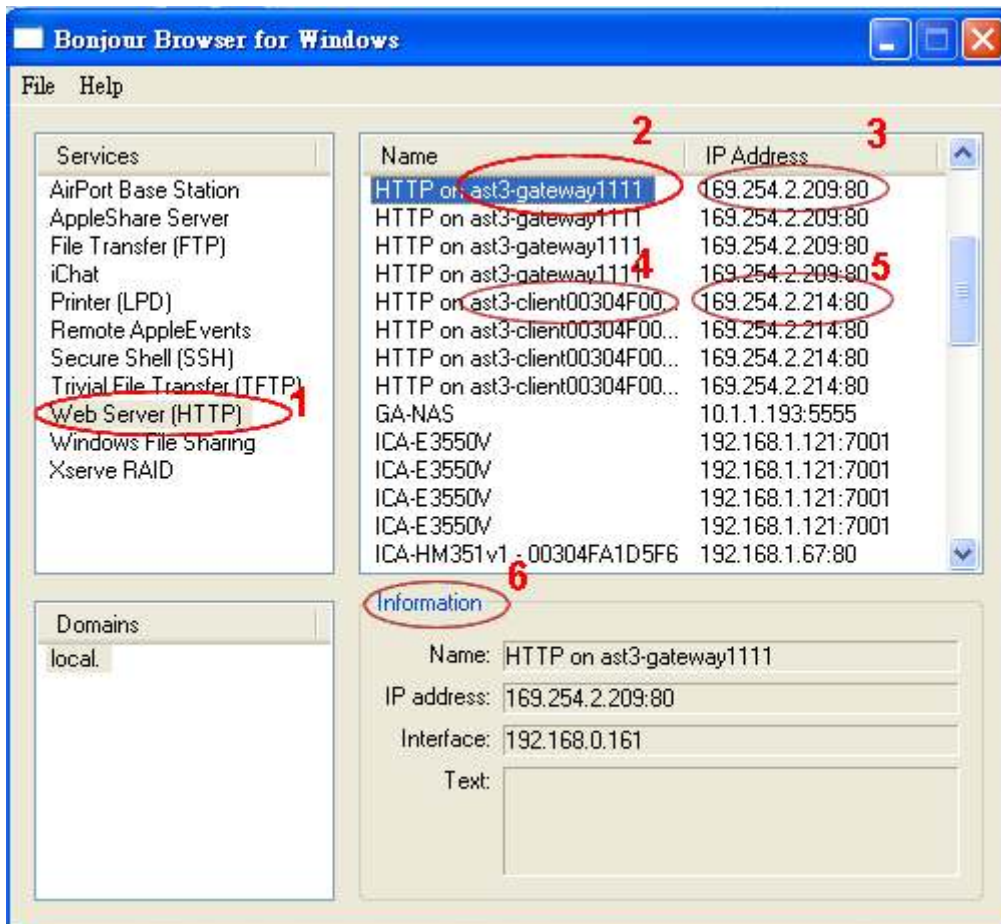 Bonjour Browser for Windows
File Help
Services
AirPort Base Station
AppleShare Server
File Transfer (FTP)
iChat
Printer (LPD)
Remote AppleEvents
Secure Shell (SSH)
Trivial File Transfer (TFTP)
Web Server (HTTP) 1
Windows File Sharing
Xserve RAID
2 3
Name IP Address
HTTP on ast3-gateway1111 169.254.2.209:80
HTTP on ast3-gateway1111 169.254.2.209:80
HTTP on ast3-gateway1111 169.254.2.209:80
HTTP on ast3-gateway1111 169.254.2.209:80
4 5
HTTP on ast3-client00304F00... 169.254.2.214:80
HTTP on ast3-client00304F00... 169.254.2.214:80
HTTP on ast3-client00304F00... 169.254.2.214:80
HTTP on ast3-client00304F00... 169.254.2.214:80
GA-NAS 10.1.1.193:5555
ICA-E3550V 192.168.1.121:7001
ICA-E3550V 192.168.1.121:7001
ICA-E3550V 192.168.1.121:7001
ICA-E3550V 192.168.1.121:7001
ICA-HM351v1 - 00304FA1D5F6 192.168.1.67:80
Domains
local.
6
Information
Name: HTTP on ast3-gateway1111
IP address: 169.254.2.209:80
Interface: 192.168.0.161
Text: